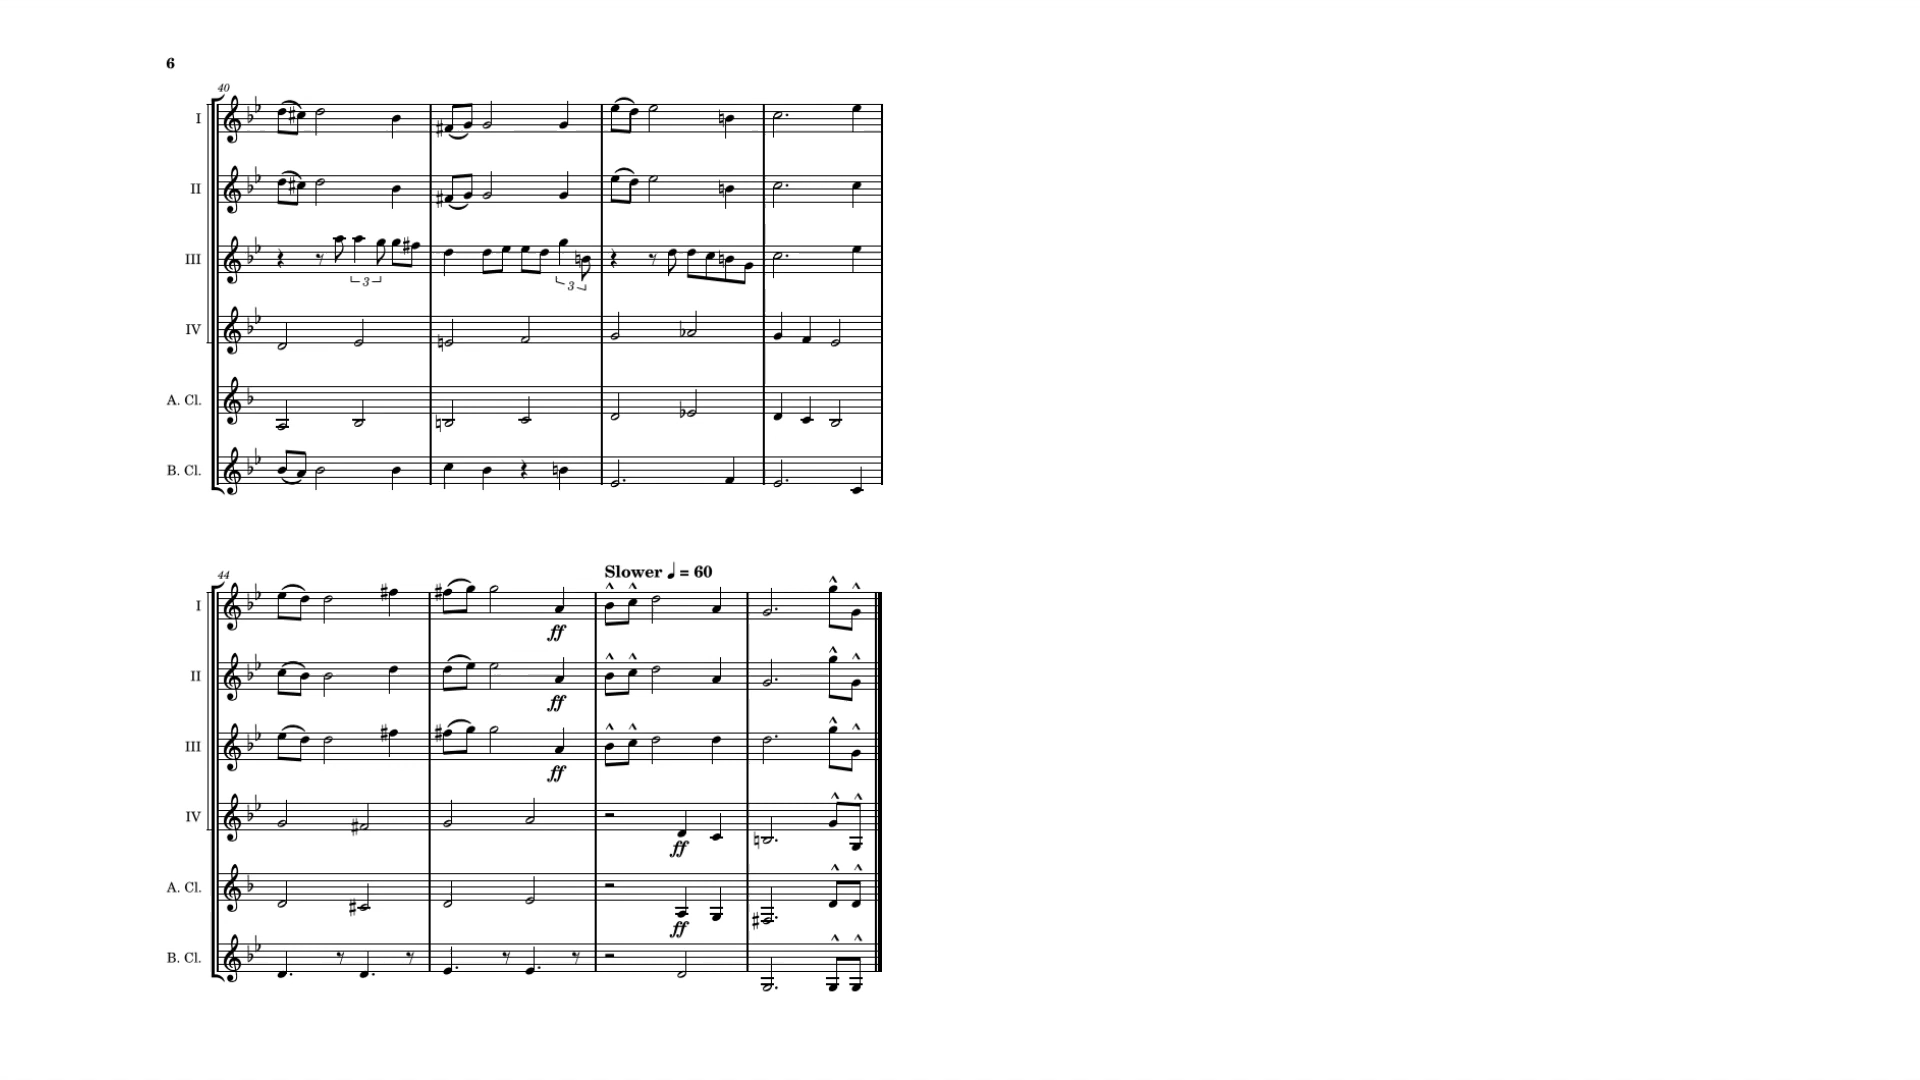 6
40
I
II
III
3
3
IV
A. Cl.
B. Cl.
44
Slower ♩ = 60
I
ff
II
ff
III
ff
IV
ff
A. Cl.
ff
B. Cl.